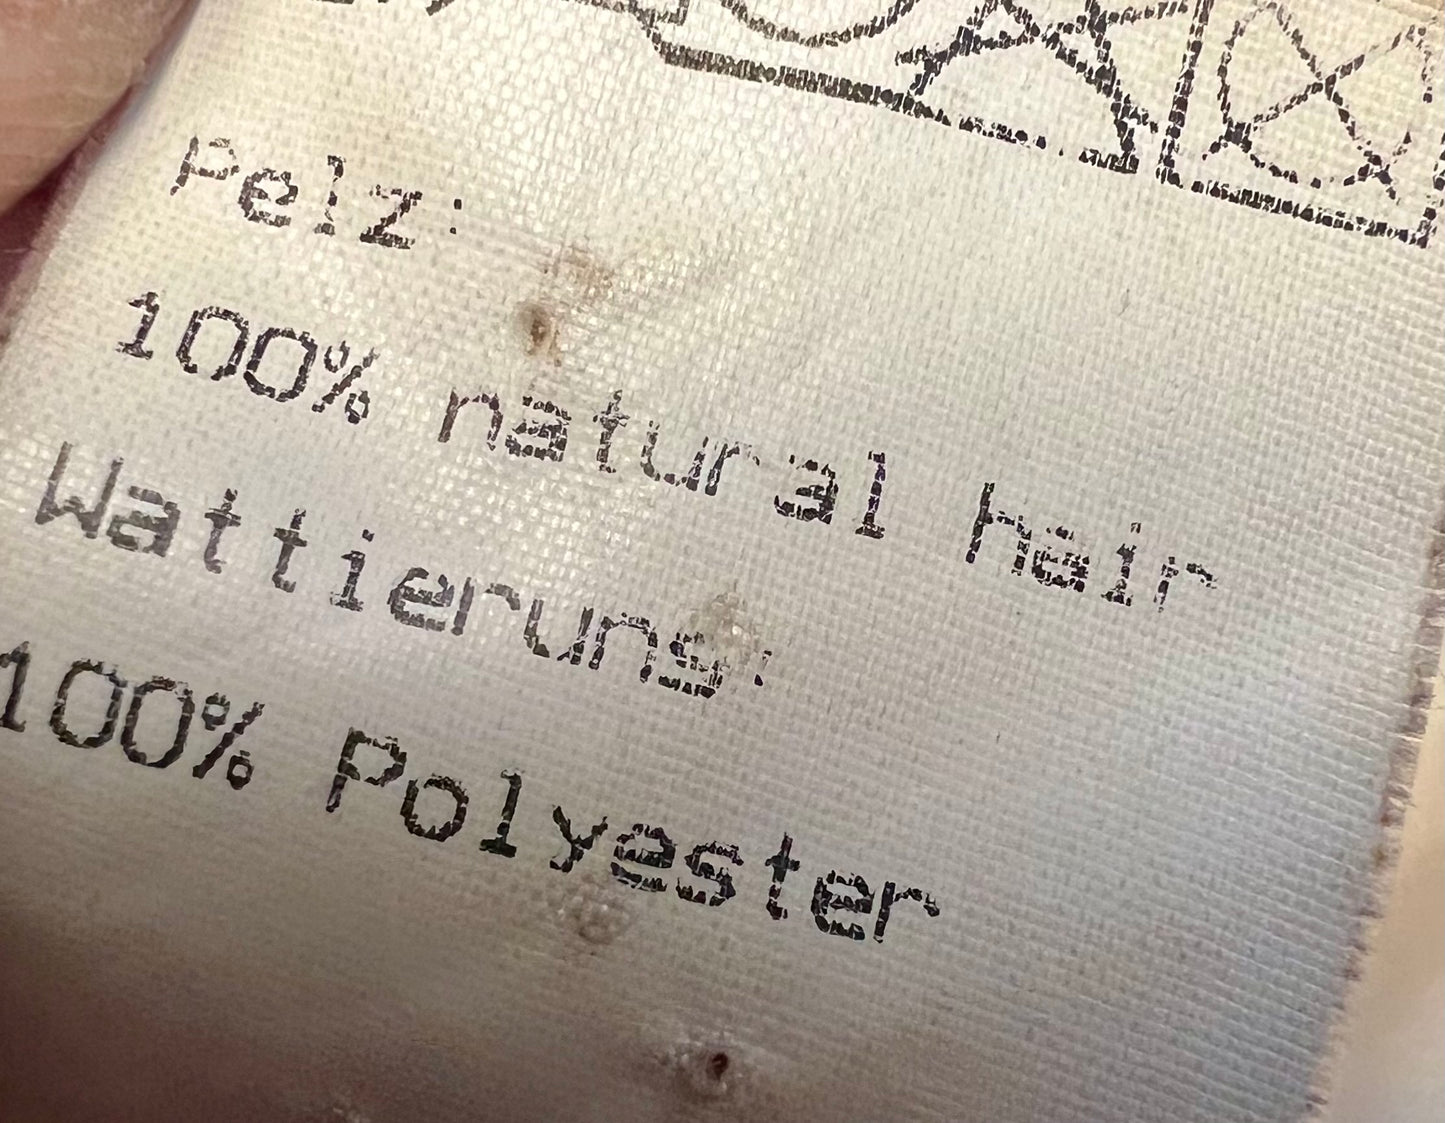 Pelz:
100% natural hair
Wattierung:
100% Polyester